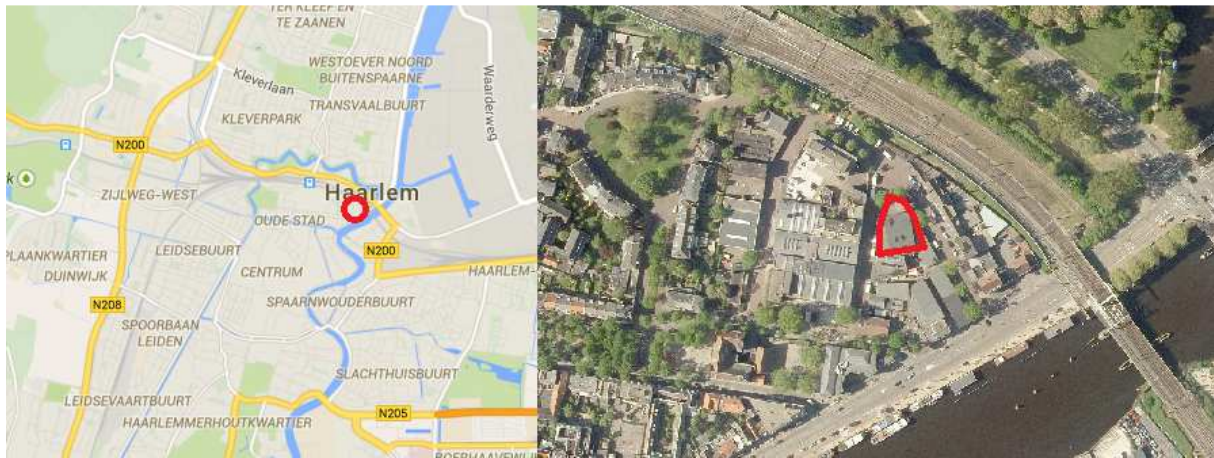 TER KLEEF EN
TE ZAANEN
WESTOEVER NOORD
BUITENSPAARNE
Kleverlaan
Waarderweg
TRANSVAALBUURT
KLEVERPARK
N200
k
Haarlem
ZIJLWEG-WEST
OUDE STAD
LEIDSEBUURT
N200
PLAANKWARTIER
DUINWIJK
CENTRUM
HAARLEM-
N208
SPAARNWOUDERBUURT
SPOORBAAN
LEIDEN
SLACHTHUISBUURT
LEIDSEVAARTBUURT
N205
HAARLEMMERHOUTKWARTIER
BOERHAAVEWIJK